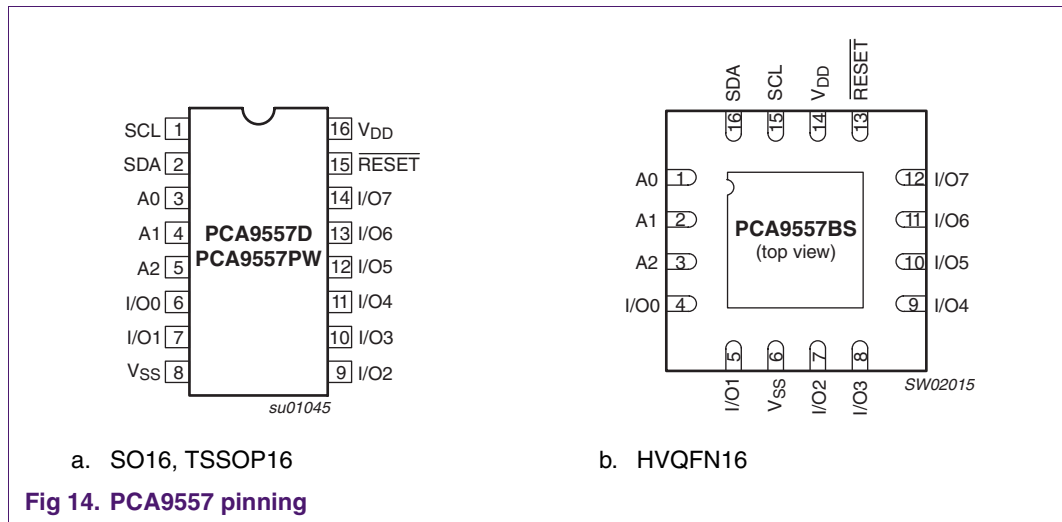 SCL 1
SDA 2
A0 3
A1 4
A2 5
I/O0 6
I/O1 7
VSS 8
PCA9557D
PCA9557PW
16 VDD
15 RESET
14 I/O7
13 I/O6
12 I/O5
11 I/O4
10 I/O3
9 I/O2
su01045
a. SO16, TSSOP16
SDA SCL VDD RESET
16 15 14 13
A0 1
A1 2
A2 3
I/O0 4
PCA9557BS
(top view)
12 I/O7
11 I/O6
10 I/O5
9 I/O4
5 6 7 8
I/O1 VSS I/O2 I/O3
SW02015
b. HVQFN16
Fig 14. PCA9557 pinning